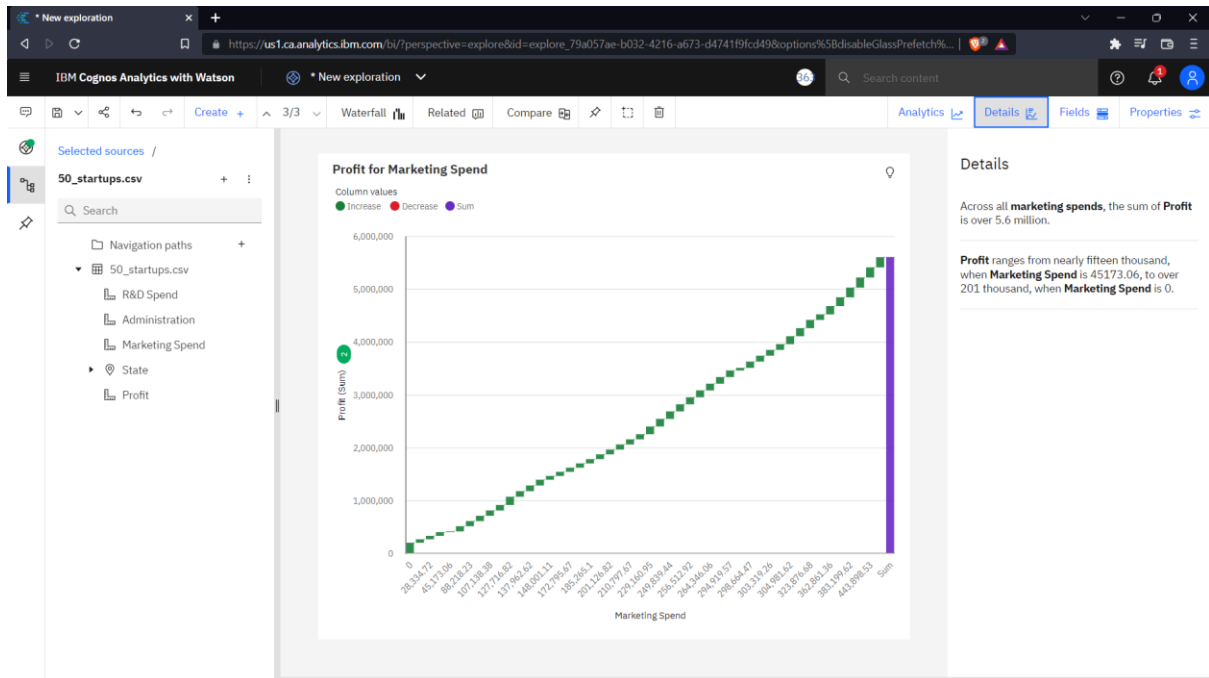 * New exploration
https://us1.ca.analytics.ibm.com/bi/?perspective=explore&id=explore_79a057ae-b032-4216-a673-d4741f9fcd49&options%5BdisableGlassPrefetch%...
IBM Cognos Analytics with Watson
* New exploration
363
Search content
1
Create +
3/3
Waterfall
Related
Compare
Analytics
Details
Fields
Properties
Selected sources /
50_startups.csv
Search
Navigation paths
50_startups.csv
R&D Spend
Administration
Marketing Spend
State
Profit
Profit for Marketing Spend
Column values
Increase
Decrease
Sum
6,000,000
5,000,000
4,000,000
3,000,000
2,000,000
1,000,000
0
2
Profit (Sum)
0
28,334.72
45,173.06
88,218.23
107,138.38
127,716.82
137,962.62
148,001.11
172,795.67
185,265.1
201,126.82
210,797.67
229,160.95
249,839.44
256,512.92
264,346.06
294,919.57
298,664.47
303,319.26
304,981.62
323,876.68
362,861.36
383,199.62
443,898.53
Sum
Marketing Spend
Details
Across all marketing spends, the sum of Profit
is over 5.6 million.
Profit ranges from nearly fifteen thousand,
when Marketing Spend is 45173.06, to over
201 thousand, when Marketing Spend is 0.